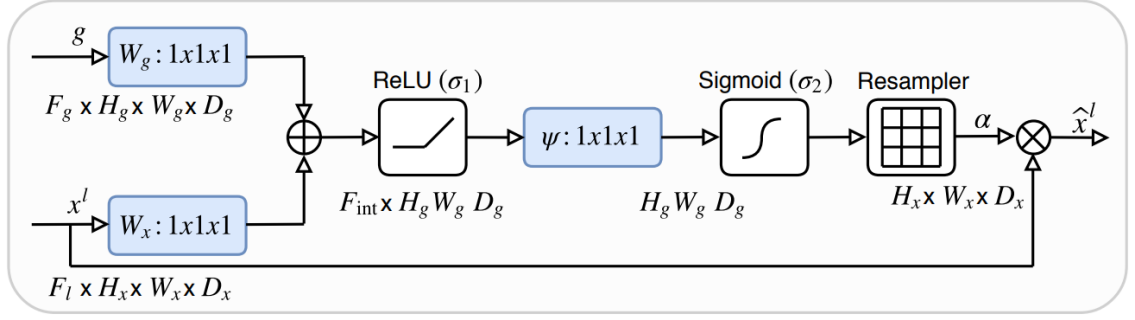 g
W_g : 1x1x1
F_g x H_g x W_g x D_g
ReLU (σ_1)
Sigmoid (σ_2)
Resampler
ψ : 1x1x1
α
x̂^l
F_int x H_g W_g D_g
H_g W_g D_g
H_x x W_x x D_x
x^l
W_x : 1x1x1
F_l x H_x x W_x x D_x